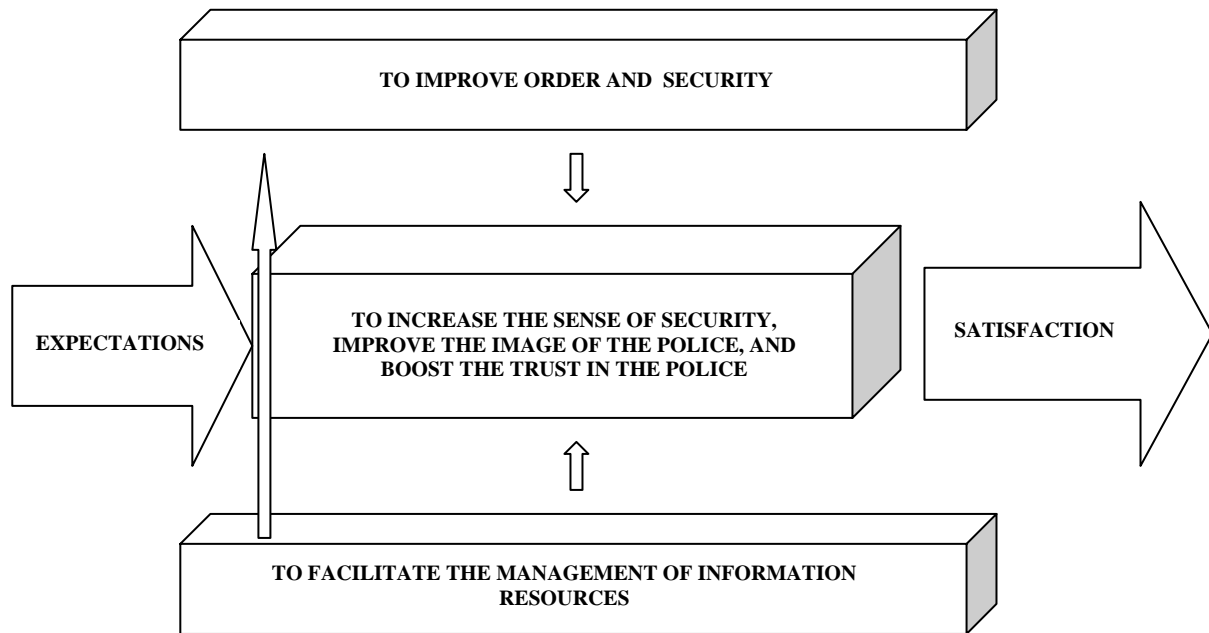 TO IMPROVE ORDER AND SECURITY
EXPECTATIONS
TO INCREASE THE SENSE OF SECURITY,
IMPROVE THE IMAGE OF THE POLICE, AND
BOOST THE TRUST IN THE POLICE
SATISFACTION
TO FACILITATE THE MANAGEMENT OF INFORMATION
RESOURCES